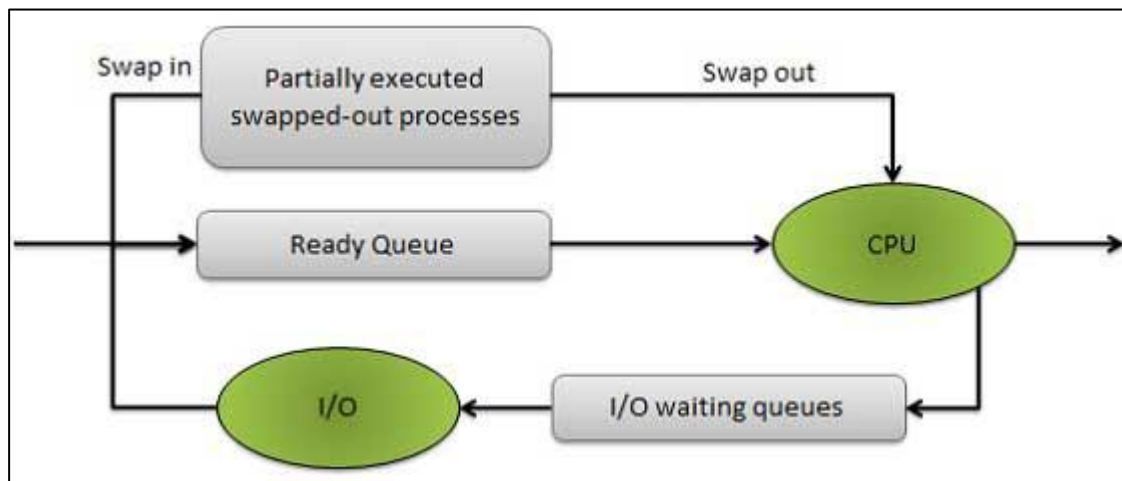 Swap in
Partially executed
swapped-out processes
Swap out
Ready Queue
CPU
I/O
I/O waiting queues